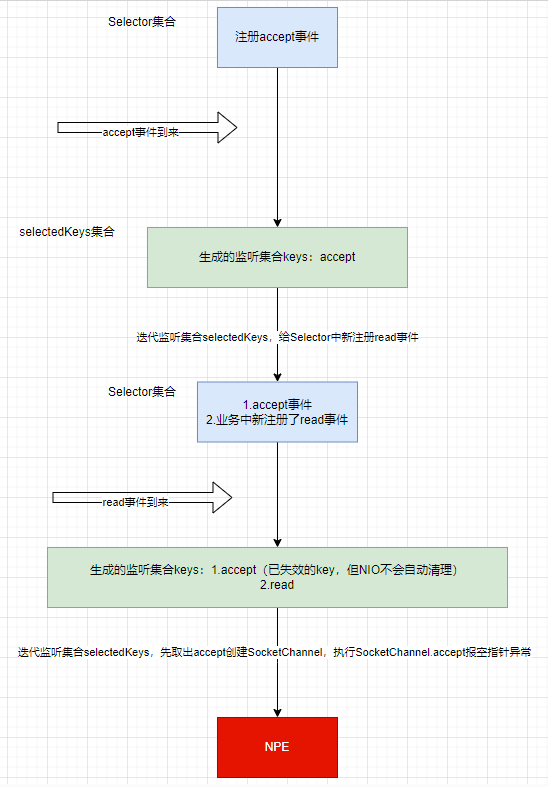 Selector集合
注册accept事件
accept事件到来
selectedKeys集合
生成的监听集合keys：accept
迭代监听集合selectedKeys，给Selector中新注册read事件
Selector集合
1.accept事件
2.业务中新注册了read事件
read事件到来
生成的监听集合keys：1.accept（已失效的key，但NIO不会自动清理）
2.read
迭代监听集合selectedKeys，先取出accept创建SocketChannel，执行SocketChannel.accept报空指针异常
NPE